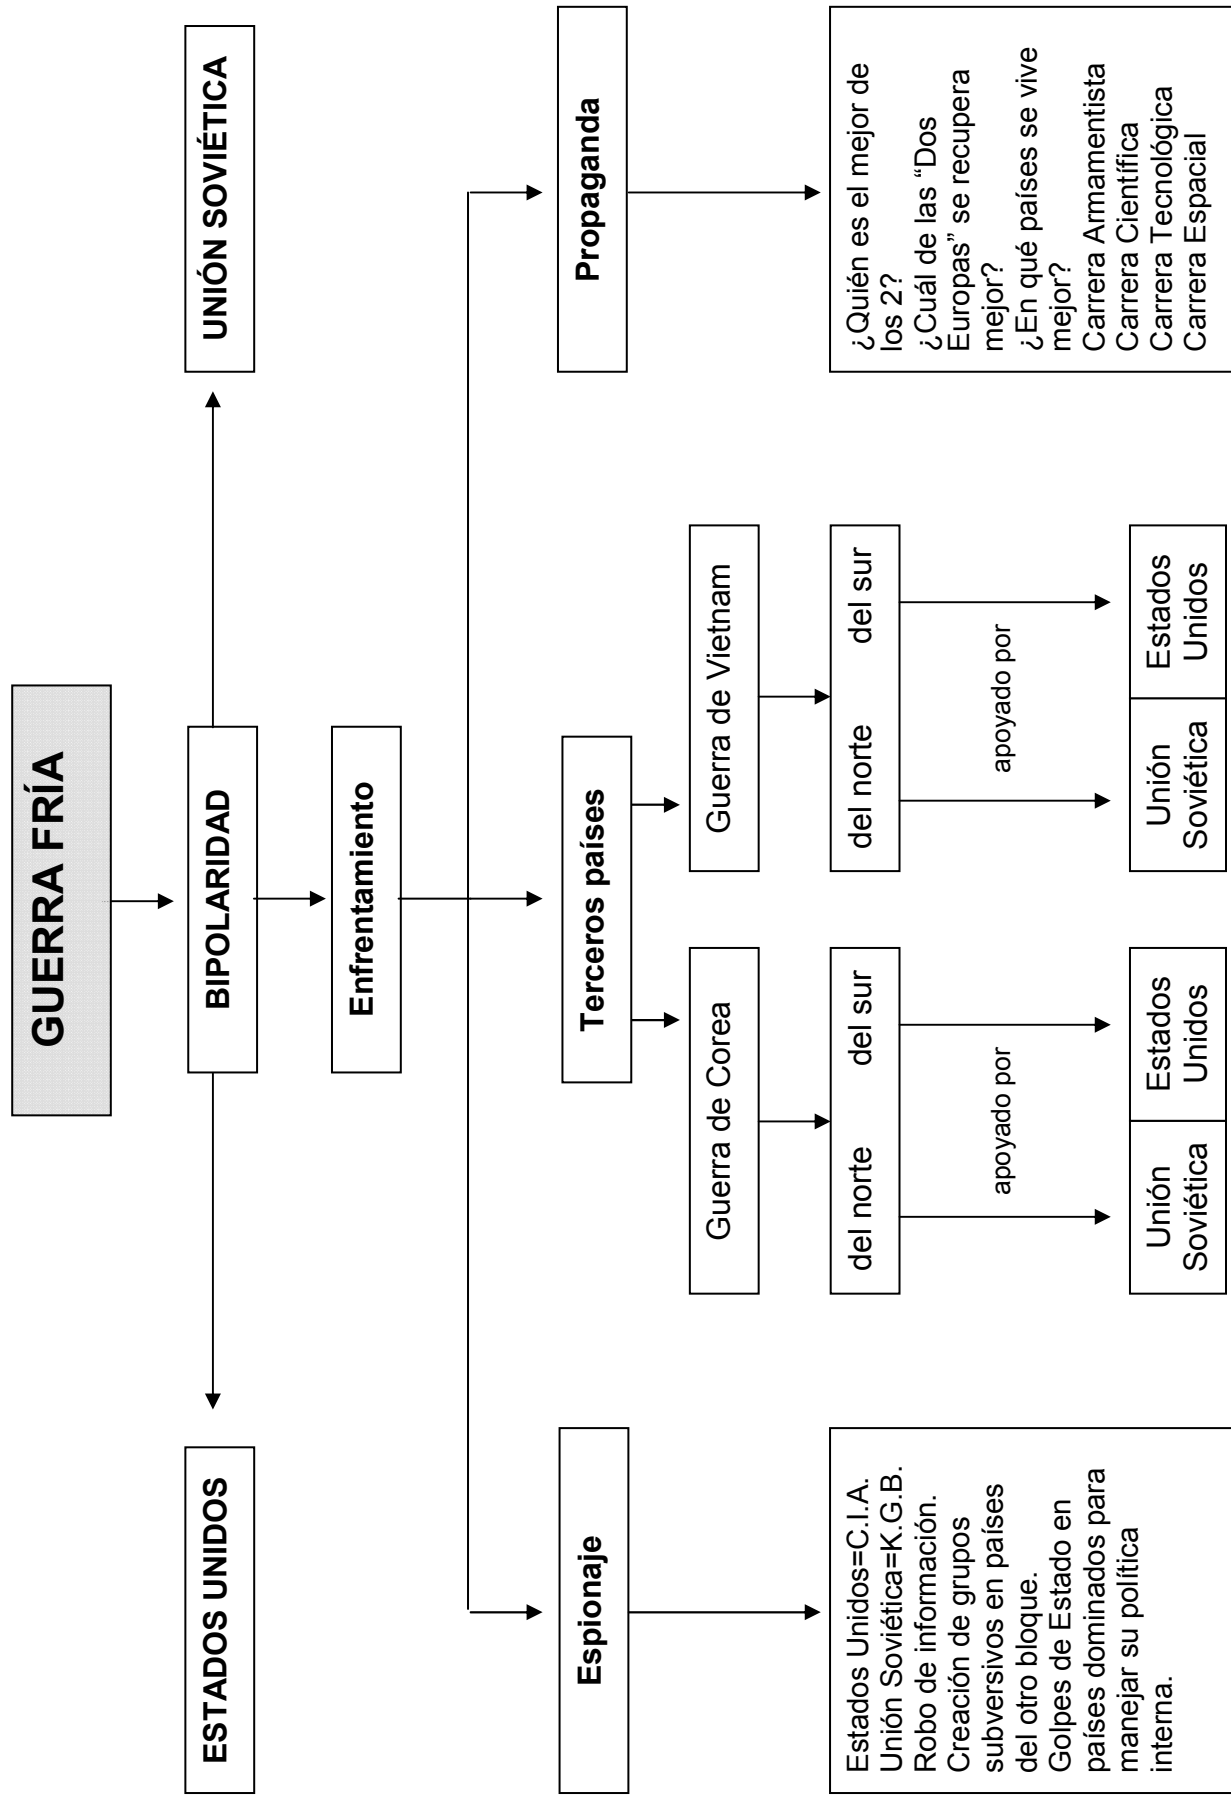 GUERRA FRÍA
ESTADOS UNIDOS
BIPOLARIDAD
UNIÓN SOVIÉTICA
Enfrentamiento
Espionaje
Terceros países
Propaganda
Guerra de Corea
Guerra de Vietnam
Estados Unidos=C.I.A.
Unión Soviética=K.G.B.
Robo de información.
Creación de grupos
subversivos en países
del otro bloque.
Golpes de Estado en
países dominados para
manejar su política
interna.
del norte del sur
apoyado por
Unión
Soviética
Estados
Unidos
del norte del sur
apoyado por
Unión
Soviética
Estados
Unidos
¿Quién es el mejor de
los 2?
¿Cuál de las “Dos
Europas” se recupera
mejor?
¿En qué países se vive
mejor?
Carrera Armamentista
Carrera Científica
Carrera Tecnológica
Carrera Espacial